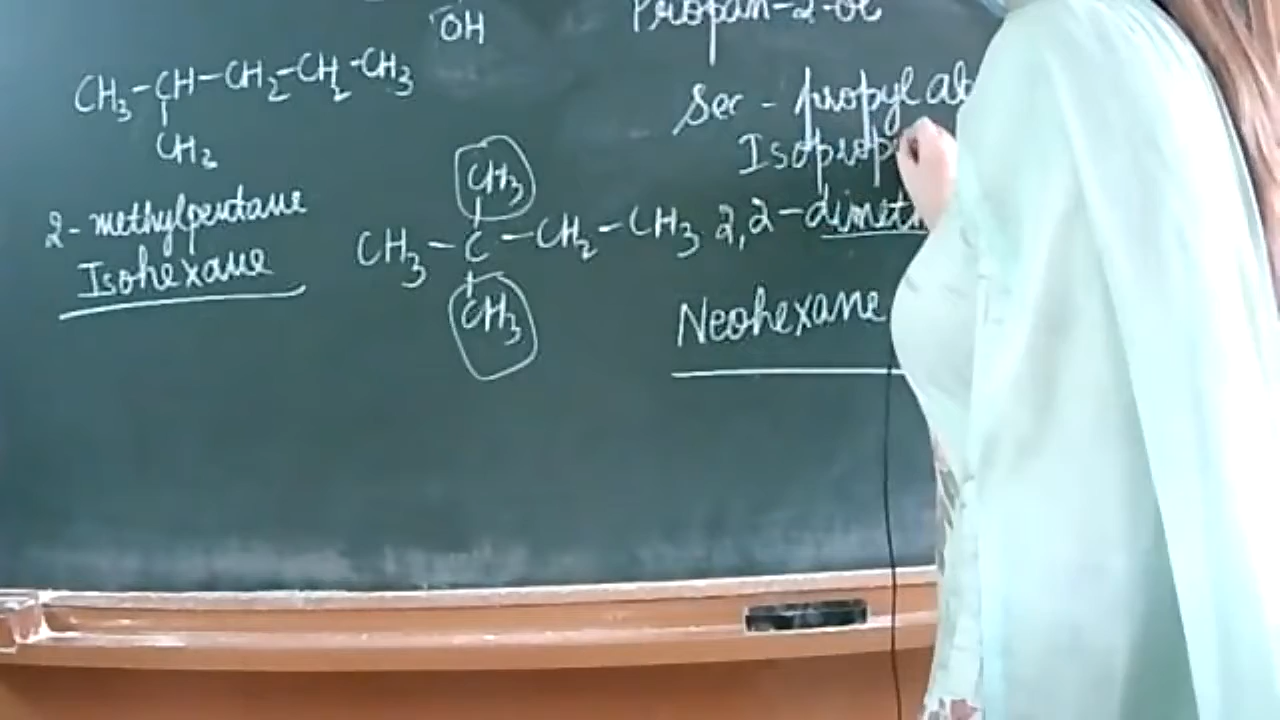 OH
Propan-2-ol
CH3-CH-CH2-CH2-CH3
CH2
Sec - propyl
2-methylpentane
Isohexane
CH3
CH3-C-CH2-CH3 2,2-
CH3
Neohexane